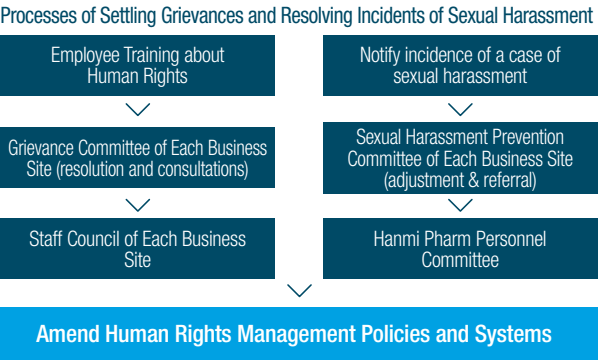 Processes of Settling Grievances and Resolving Incidents of Sexual Harassment
Employee Training about
Human Rights
Grievance Committee of Each Business
Site (resolution and consultations)
Staff Council of Each Business
Site
Notify incidence of a case of
sexual harassment
Sexual Harassment Prevention
Committee of Each Business Site
(adjustment & referral)
Hanmi Pharm Personnel
Committee
Amend Human Rights Management Policies and Systems